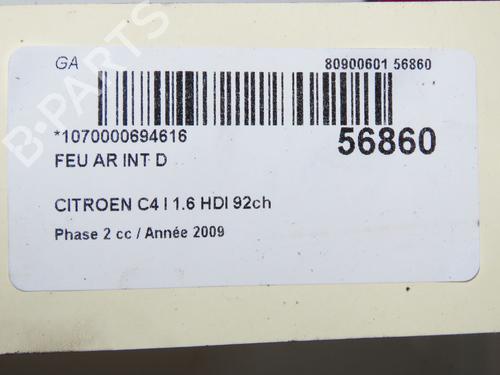 GA 80900601 56860
*1070000694616 56860
FEU AR INT D
CITROEN C4 I 1.6 HDI 92ch
Phase 2 cc / Année 2009
B-PARTS